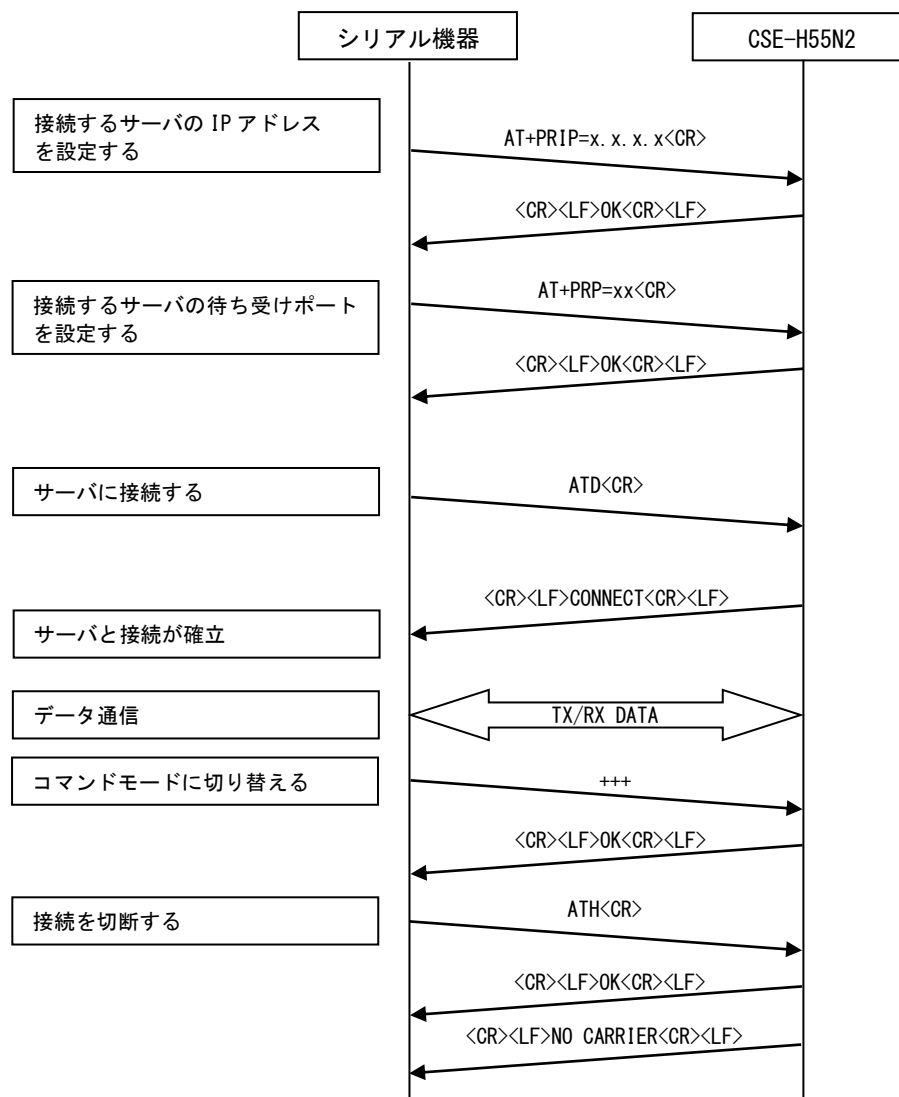 シリアル機器
CSE-H55N2
接続するサーバの IP アドレス
を設定する
AT+PRIP=x.x.x.x<CR>
<CR><LF>OK<CR><LF>
接続するサーバの待ち受けポート
を設定する
AT+PRP=xx<CR>
<CR><LF>OK<CR><LF>
サーバに接続する
ATD<CR>
<CR><LF>CONNECT<CR><LF>
サーバと接続が確立
データ通信
TX/RX DATA
コマンドモードに切り替える
+++
<CR><LF>OK<CR><LF>
接続を切断する
ATH<CR>
<CR><LF>OK<CR><LF>
<CR><LF>NO CARRIER<CR><LF>